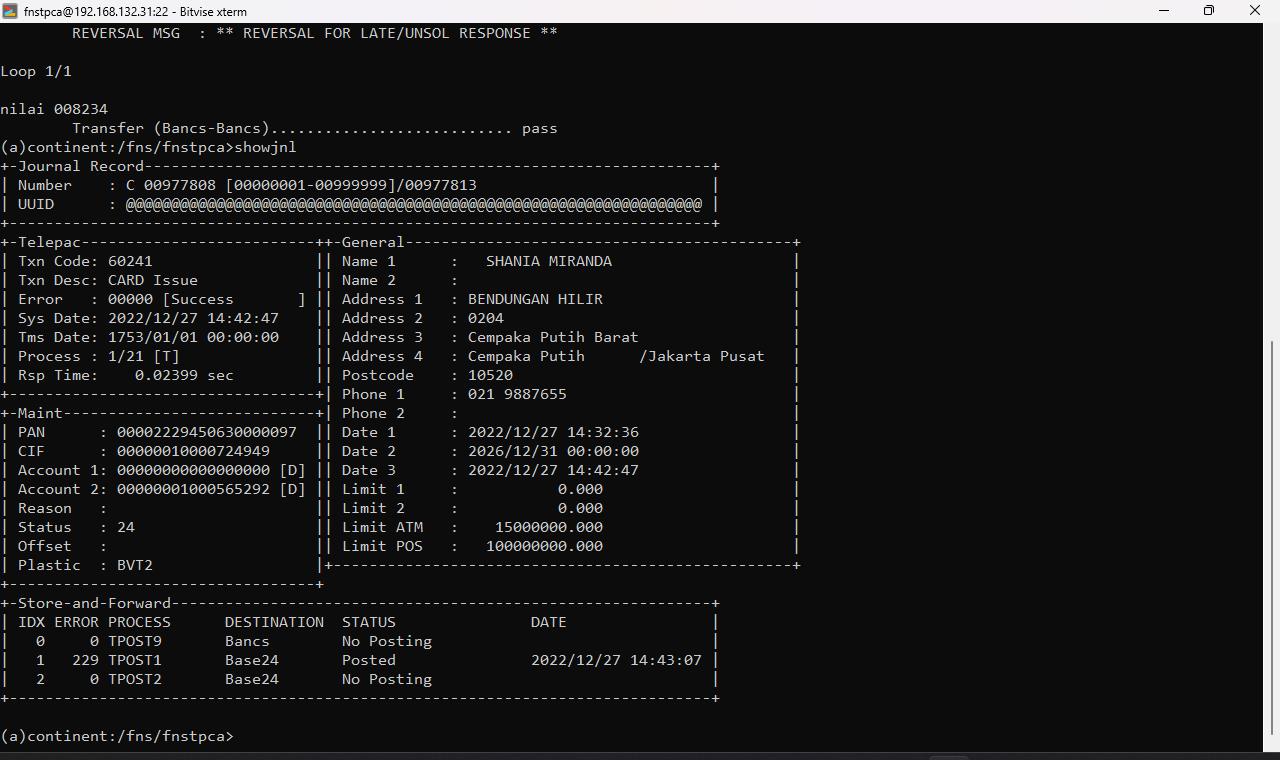 fnstpca@192.168.132.31:22 - Bitvise xterm
REVERSAL MSG  : ** REVERSAL FOR LATE/UNSOL RESPONSE **
Loop 1/1
nilai 008234
        Transfer (Bancs-Bancs)........................... pass
(a)continent:/fns/fnstpca>showjnl
+-Journal Record---------------------------------------------------------------+
| Number    : C 00977808 [00000001-00999999]/00977813                          |
| UUID      : @@@@@@@@@@@@@@@@@@@@@@@@@@@@@@@@@@@@@@@@@@@@@@@@@@@@@@@@@@@@@@@@ |
+------------------------------------------------------------------------------+
+-Telepac--------------------------++-General-------------------------------------------+
| Txn Code: 60241                  || Name 1      :   SHANIA MIRANDA                    |
| Txn Desc: CARD Issue             || Name 2      :                                     |
| Error   : 00000 [Success       ] || Address 1   : BENDUNGAN HILIR                     |
| Sys Date: 2022/12/27 14:42:47    || Address 2   : 0204                                |
| Tms Date: 1753/01/01 00:00:00    || Address 3   : Cempaka Putih Barat                 |
| Process : 1/21 [T]               || Address 4   : Cempaka Putih      /Jakarta Pusat   |
| Rsp Time:    0.02399 sec         || Postcode    : 10520                               |
+----------------------------------+| Phone 1     : 021 9887655                         |
+-Maint----------------------------+| Phone 2     :                                     |
| PAN      : 00002229450630000097  || Date 1      : 2022/12/27 14:32:36                 |
| CIF      : 00000010000724949     || Date 2      : 2026/12/31 00:00:00                 |
| Account 1: 00000000000000000 [D] || Date 3      : 2022/12/27 14:42:47                 |
| Account 2: 00000001000565292 [D] || Limit 1     :           0.000                     |
| Reason   :                       || Limit 2     :           0.000                     |
| Status   : 24                    || Limit ATM   :    15000000.000                     |
| Offset   :                       || Limit POS   :   100000000.000                     |
| Plastic  : BVT2                  |+---------------------------------------------------+
+----------------------------------+
+-Store-and-Forward------------------------------------------------------------+
| IDX ERROR PROCESS      DESTINATION  STATUS               DATE                |
|   0     0 TPOST9       Bancs        No Posting                               |
|   1   229 TPOST1       Base24       Posted               2022/12/27 14:43:07 |
|   2     0 TPOST2       Base24       No Posting                               |
+------------------------------------------------------------------------------+
(a)continent:/fns/fnstpca>